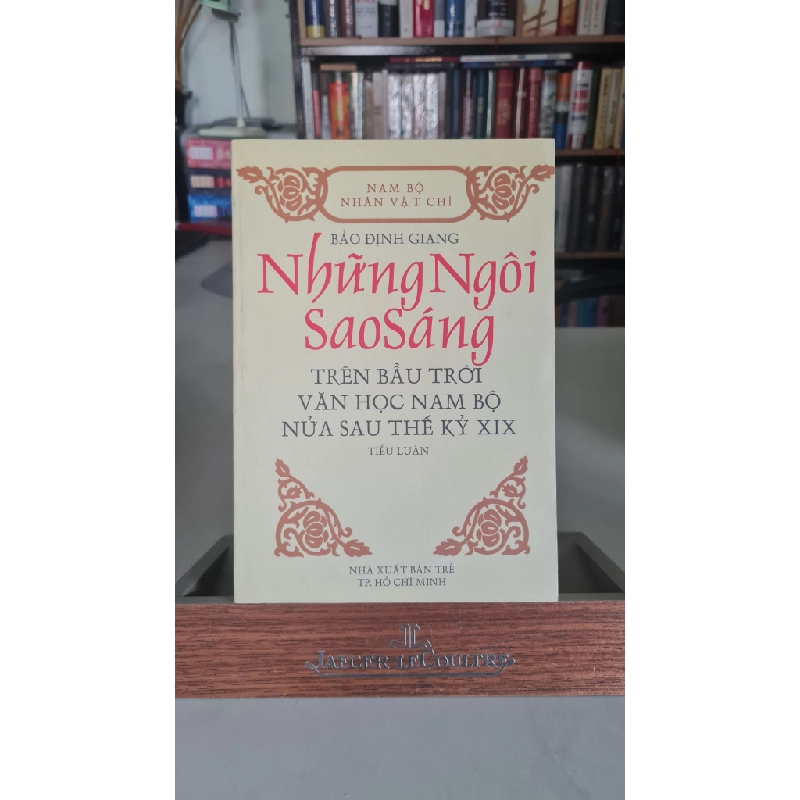 NAM BỘ
NHÂN VẬT CHÍ
BẢO ĐỊNH GIANG
Những Ngôi
Sao Sáng
TRÊN BẦU TRỜI
VĂN HỌC NAM BỘ
NỬA SAU THẾ KỶ XIX
TIỂU LUẬN
NHÀ XUẤT BẢN TRẺ
TP. HỒ CHÍ MINH
JAEGER-LECOULTRE